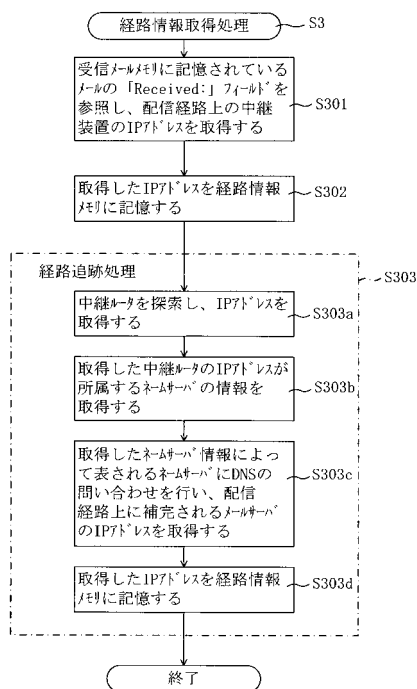 経路情報取得処理
S3
受信ﾒｰﾙﾒﾓﾘに記憶されている
ﾒｰﾙの「Received:」ﾌｨｰﾙﾄﾞを
参照し、配信経路上の中継
装置のIPｱﾄﾞﾚｽを取得する
S301
取得したIPｱﾄﾞﾚｽを経路情報
ﾒﾓﾘに記憶する
S302
経路追跡処理
S303
中継ﾙｰﾀを探索し、IPｱﾄﾞﾚｽを
取得する
S303a
取得した中継ﾙｰﾀのIPｱﾄﾞﾚｽが
所属するﾈｰﾑｻｰﾊﾞの情報を
取得する
S303b
取得したﾈｰﾑｻｰﾊﾞ情報によっ
て表されるﾈｰﾑｻｰﾊﾞにDNSの
問い合わせを行い、配信
経路上に補完されるﾒｰﾙｻｰﾊﾞ
のIPｱﾄﾞﾚｽを取得する
S303c
取得したIPｱﾄﾞﾚｽを経路情報
ﾒﾓﾘに記憶する
S303d
終了